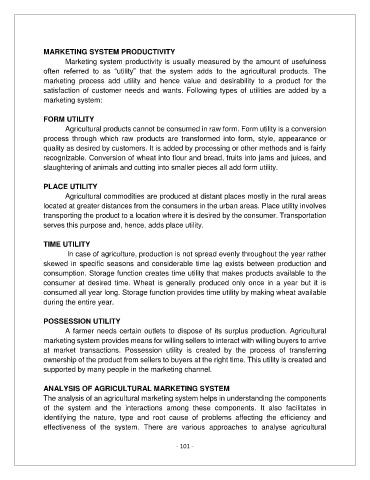 MARKETING SYSTEM PRODUCTIVITY
Marketing system productivity is usually measured by the amount of usefulness
often referred to as “utility” that the system adds to the agricultural products. The
marketing process add utility and hence value and desirability to a product for the
satisfaction of customer needs and wants. Following types of utilities are added by a
marketing system:
FORM UTILITY
Agricultural products cannot be consumed in raw form. Form utility is a conversion
process through which raw products are transformed into form, style, appearance or
quality as desired by customers. It is added by processing or other methods and is fairly
recognizable. Conversion of wheat into flour and bread, fruits into jams and juices, and
slaughtering of animals and cutting into smaller pieces all add form utility.
PLACE UTILITY
Agricultural commodities are produced at distant places mostly in the rural areas
located at greater distances from the consumers in the urban areas. Place utility involves
transporting the product to a location where it is desired by the consumer. Transportation
serves this purpose and, hence, adds place utility.
TIME UTILITY
In case of agriculture, production is not spread evenly throughout the year rather
skewed in specific seasons and considerable time lag exists between production and
consumption. Storage function creates time utility that makes products available to the
consumer at desired time. Wheat is generally produced only once in a year but it is
consumed all year long. Storage function provides time utility by making wheat available
during the entire year.
POSSESSION UTILITY
A farmer needs certain outlets to dispose of its surplus production. Agricultural
marketing system provides means for willing sellers to interact with willing buyers to arrive
at market transactions. Possession utility is created by the process of transferring
ownership of the product from sellers to buyers at the right time. This utility is created and
supported by many people in the marketing channel.
ANALYSIS OF AGRICULTURAL MARKETING SYSTEM
The analysis of an agricultural marketing system helps in understanding the components
of the system and the interactions among these components. It also facilitates in
identifying the nature, type and root cause of problems affecting the efficiency and
effectiveness of the system. There are various approaches to analyse agricultural
- 101 -